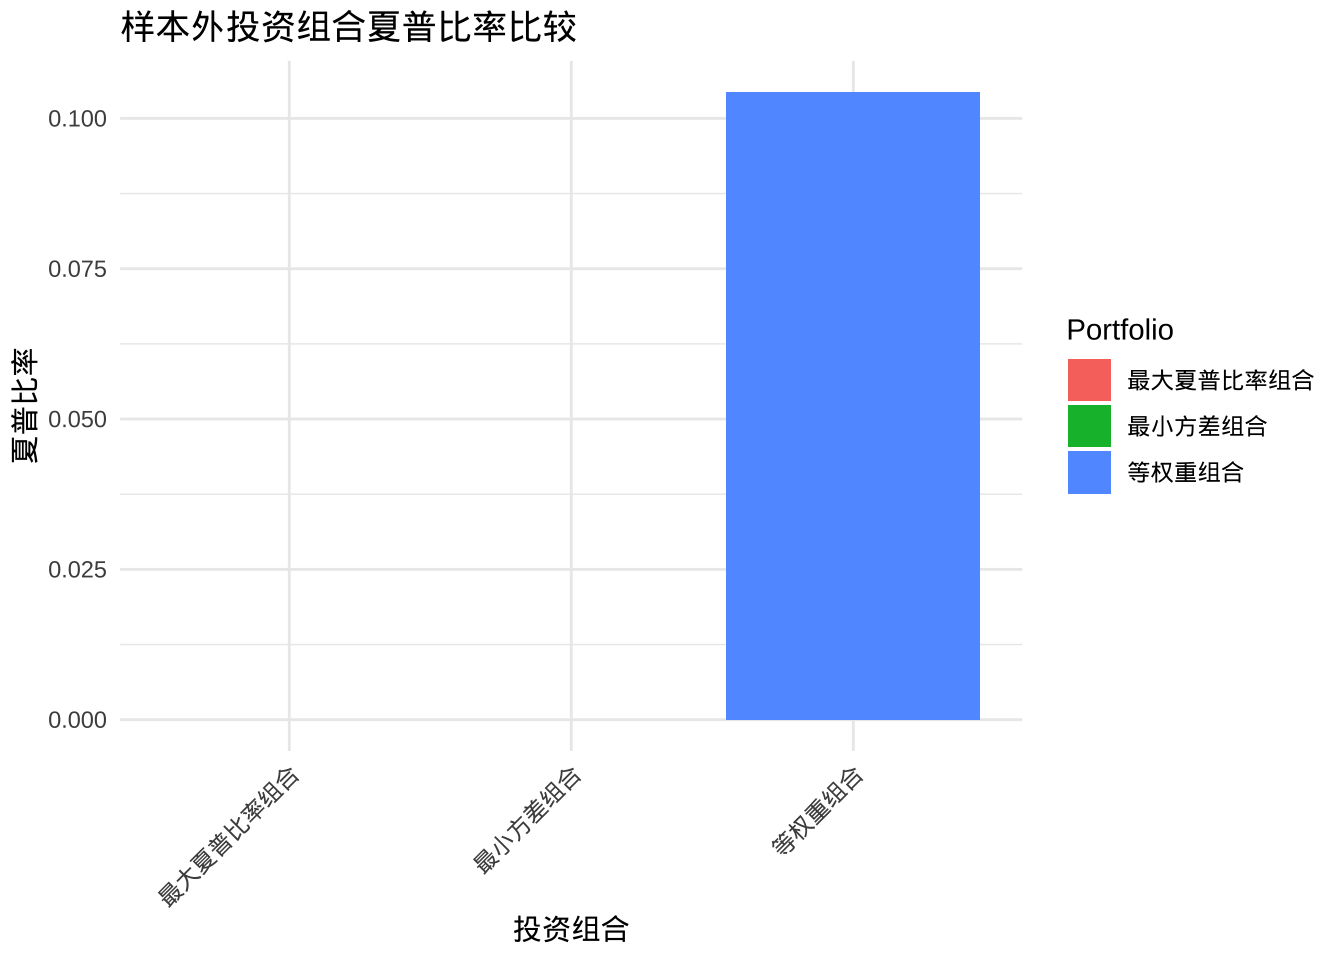 样本外投资组合夏普比率比较
夏普比率
0.100
0.075
0.050
0.025
0.000
最大夏普比率组合
最小方差组合
等权重组合
投资组合
Portfolio
最大夏普比率组合
最小方差组合
等权重组合